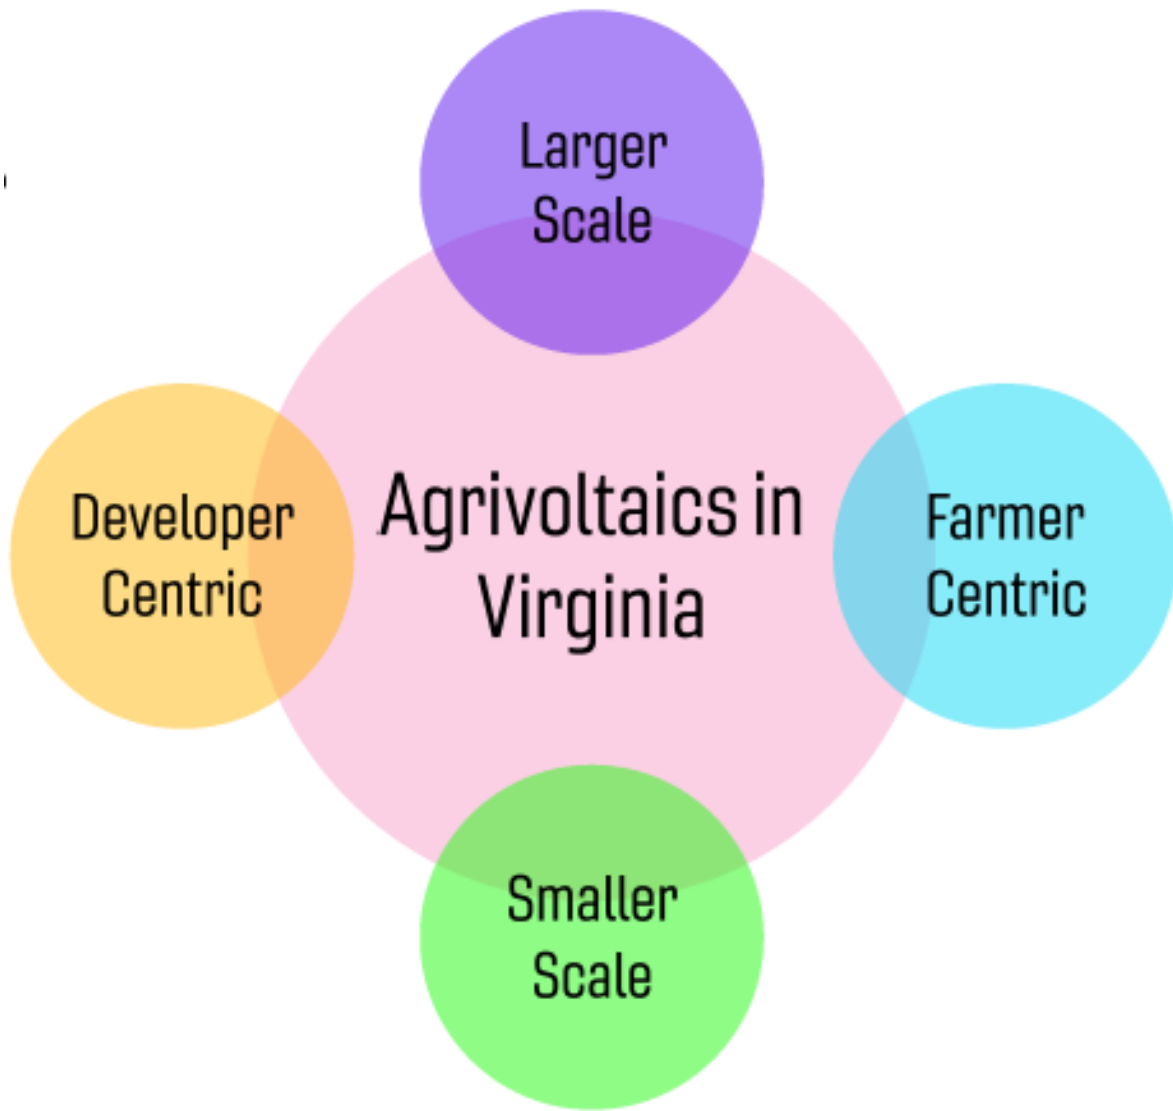 Larger
Scale
Developer
Centric
Agrivoltaics in
Virginia
Farmer
Centric
Smaller
Scale